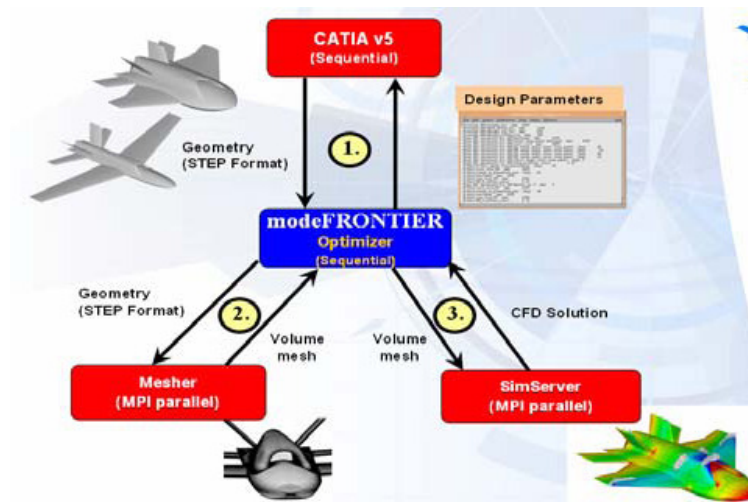 CATIA v5
(Sequential)
Design Parameters
Geometry
(STEP Format)
1.
modeFRONTIER
Optimizer
(Sequential)
Geometry
(STEP Format)
2.
Volume
mesh
Volume
mesh
3.
CFD Solution
Mesher
(MPI parallel)
SimServer
(MPI parallel)